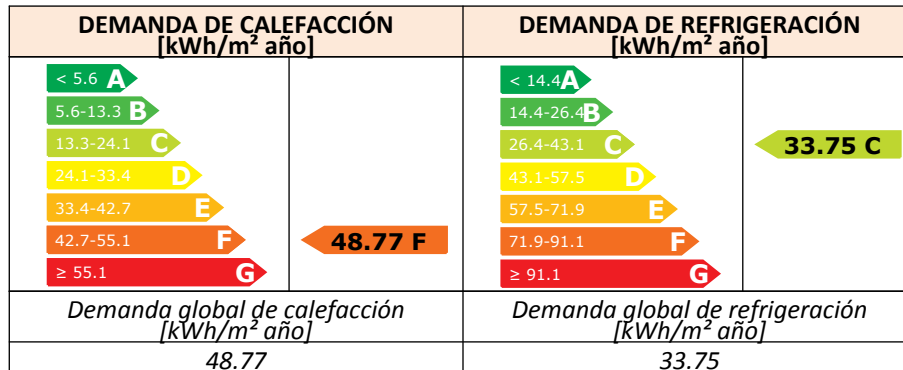 DEMANDA DE CALEFACCIÓN
[kWh/m² año]
< 5.6 A
5.6-13.3 B
13.3-24.1 C
24.1-33.4 D
33.4-42.7 E
42.7-55.1 F
≥ 55.1 G
48.77 F
Demanda global de calefacción
[kWh/m² año]
48.77
DEMANDA DE REFRIGERACIÓN
[kWh/m² año]
< 14.4 A
14.4-26.4 B
26.4-43.1 C
43.1-57.5 D
57.5-71.9 E
71.9-91.1 F
≥ 91.1 G
33.75 C
Demanda global de refrigeración
[kWh/m² año]
33.75